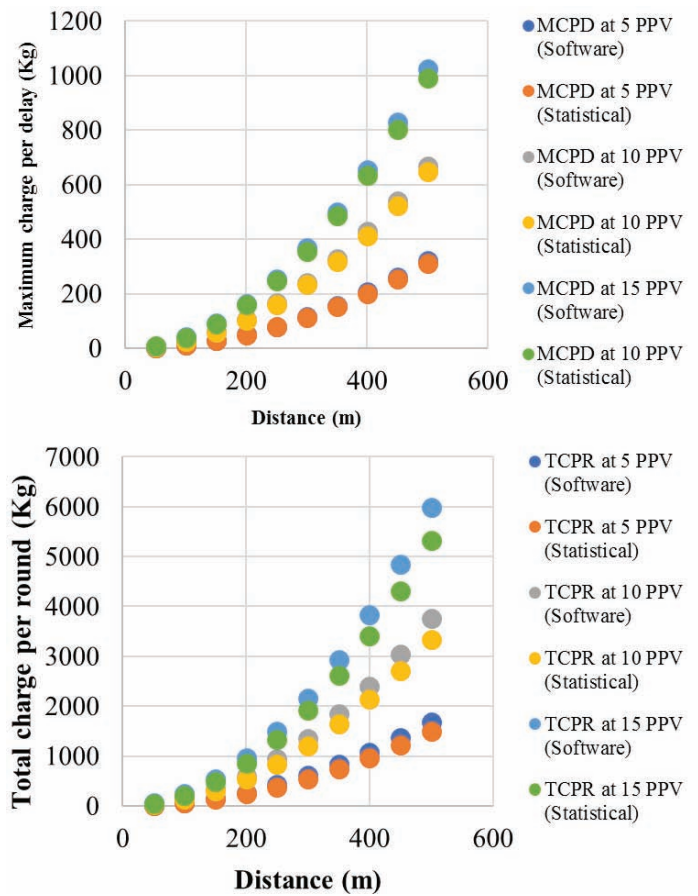 1200
1000
800
600
400
200
0
0
200
400
600
Maximum charge per delay (Kg)
Distance (m)
MCPD at 5 PPV
(Software)
MCPD at 5 PPV
(Statistical)
MCPD at 10 PPV
(Software)
MCPD at 10 PPV
(Statistical)
MCPD at 15 PPV
(Software)
MCPD at 10 PPV
(Statistical)
7000
6000
5000
4000
3000
2000
1000
0
0
200
400
600
Total charge per round (Kg)
Distance (m)
TCPR at 5 PPV
(Software)
TCPR at 5 PPV
(Statistical)
TCPR at 10 PPV
(Software)
TCPR at 10 PPV
(Statistical)
TCPR at 15 PPV
(Software)
TCPR at 15 PPV
(Statistical)